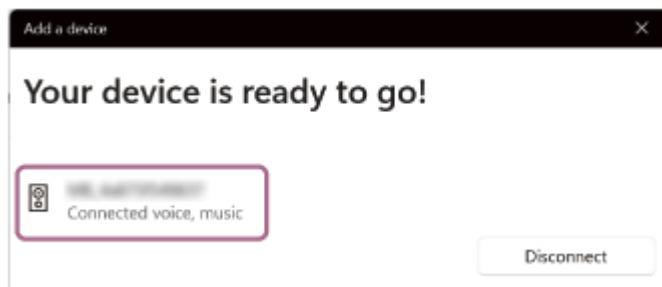 Add a device
Your device is ready to go!
Connected voice, music
Disconnect